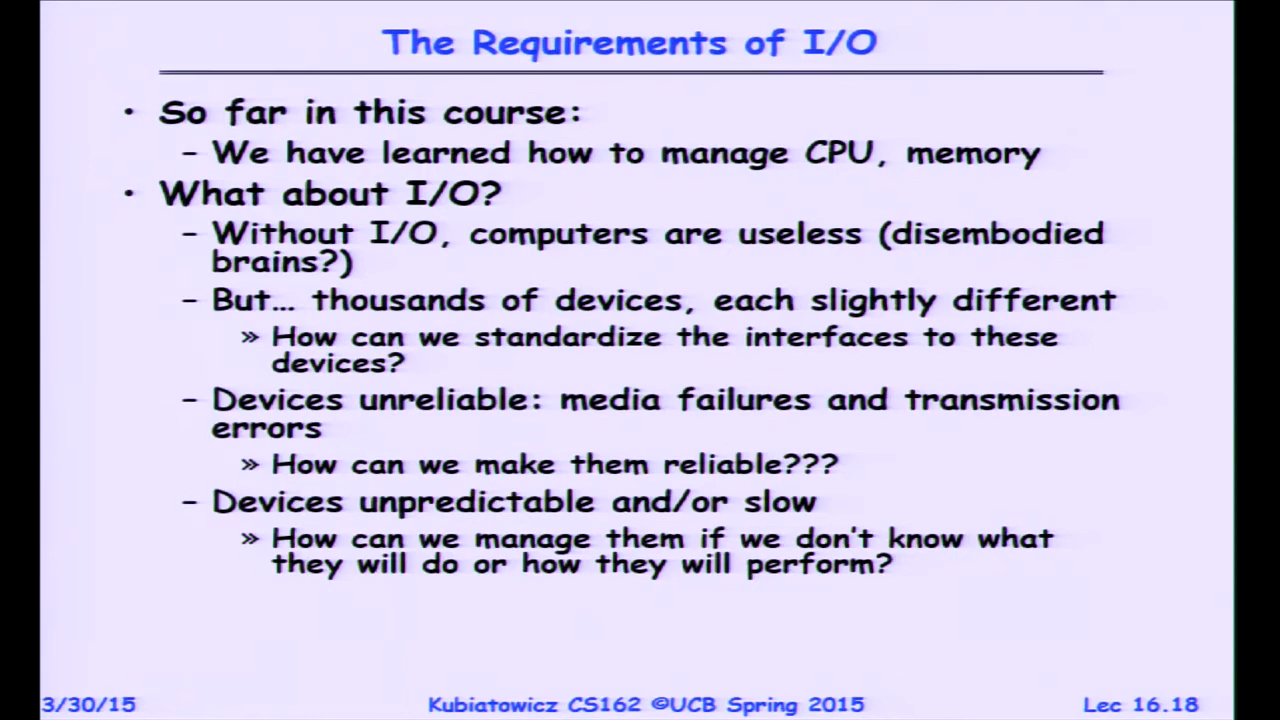 The Requirements of I/O
• So far in this course:
– We have learned how to manage CPU, memory
• What about I/O?
– Without I/O, computers are useless (disembodied
brains?)
– But… thousands of devices, each slightly different
» How can we standardize the interfaces to these
devices?
– Devices unreliable: media failures and transmission
errors
» How can we make them reliable???
– Devices unpredictable and/or slow
» How can we manage them if we don't know what
they will do or how they will perform?
3/30/15
Kubiatowicz CS162 ©UCB Spring 2015
Lec 16.18